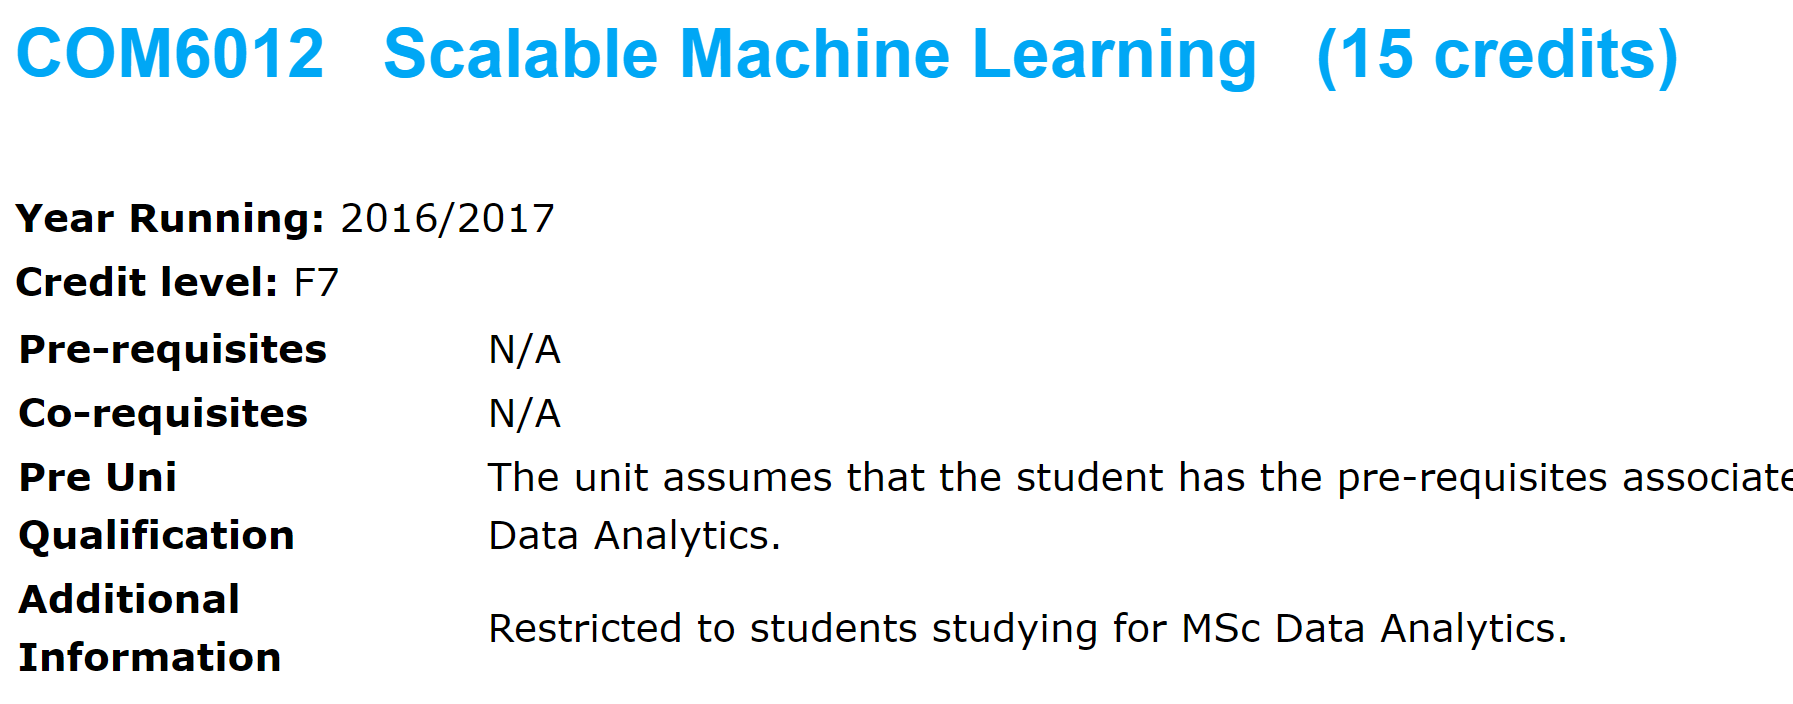 COM6012 Scalable Machine Learning (15 credits)
Year Running: 2016/2017
Credit level: F7
Pre-requisites N/A
Co-requisites N/A
Pre Uni The unit assumes that the student has the pre-requisites associate
Qualification Data Analytics.
Additional
Restricted to students studying for MSc Data Analytics.
Information